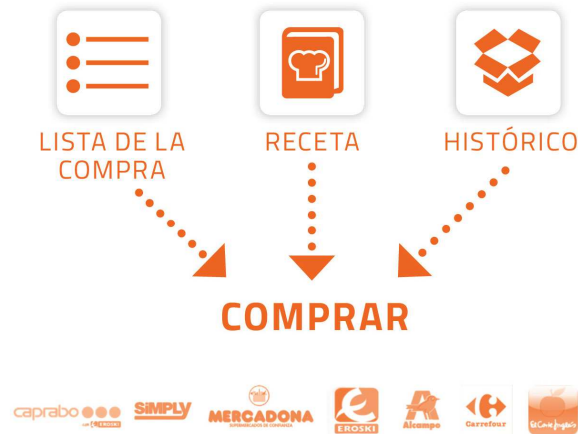 LISTA DE LA
COMPRA
RECETA
HISTÓRICO
COMPRAR
caprabo
EROSKI
SiMPLY
MERCADONA
SUPERMERCADOS DE CONFIANZA
EROSKI
Alcampo
Carrefour
El Corte Inglés